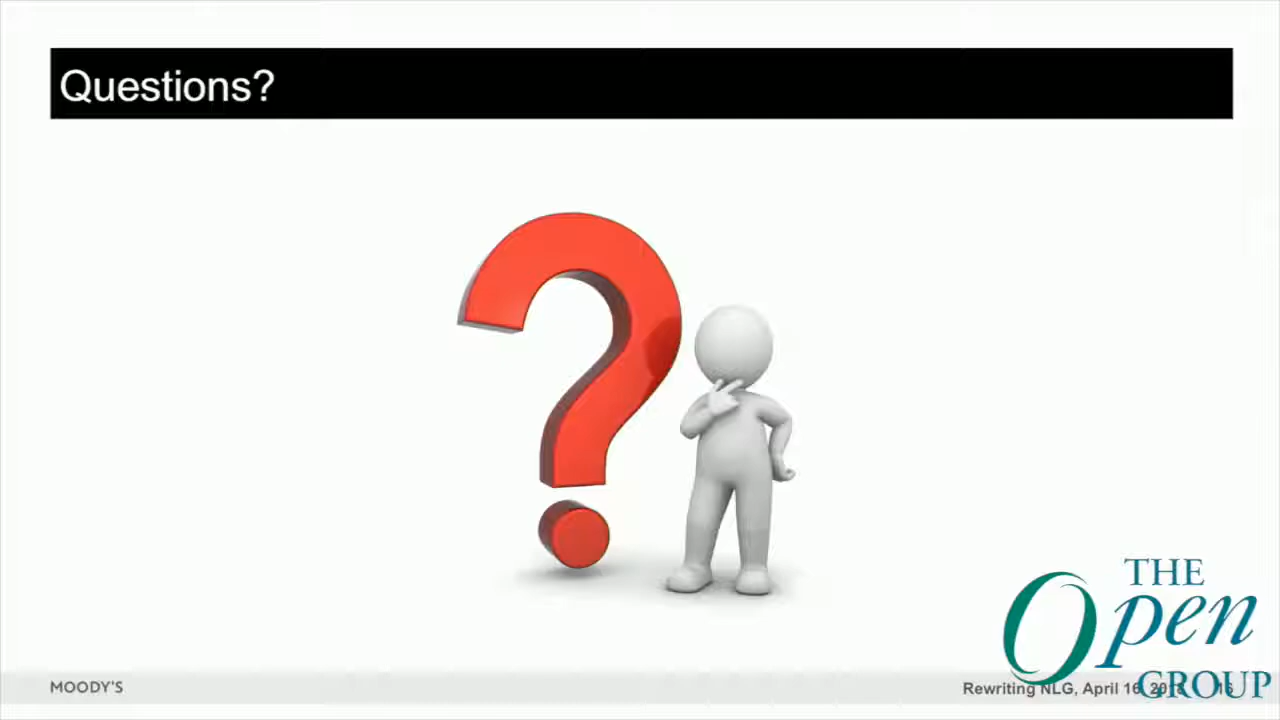 Questions?
THE
Open
GROUP
MOODY'S
Rewriting NLG, April 16,